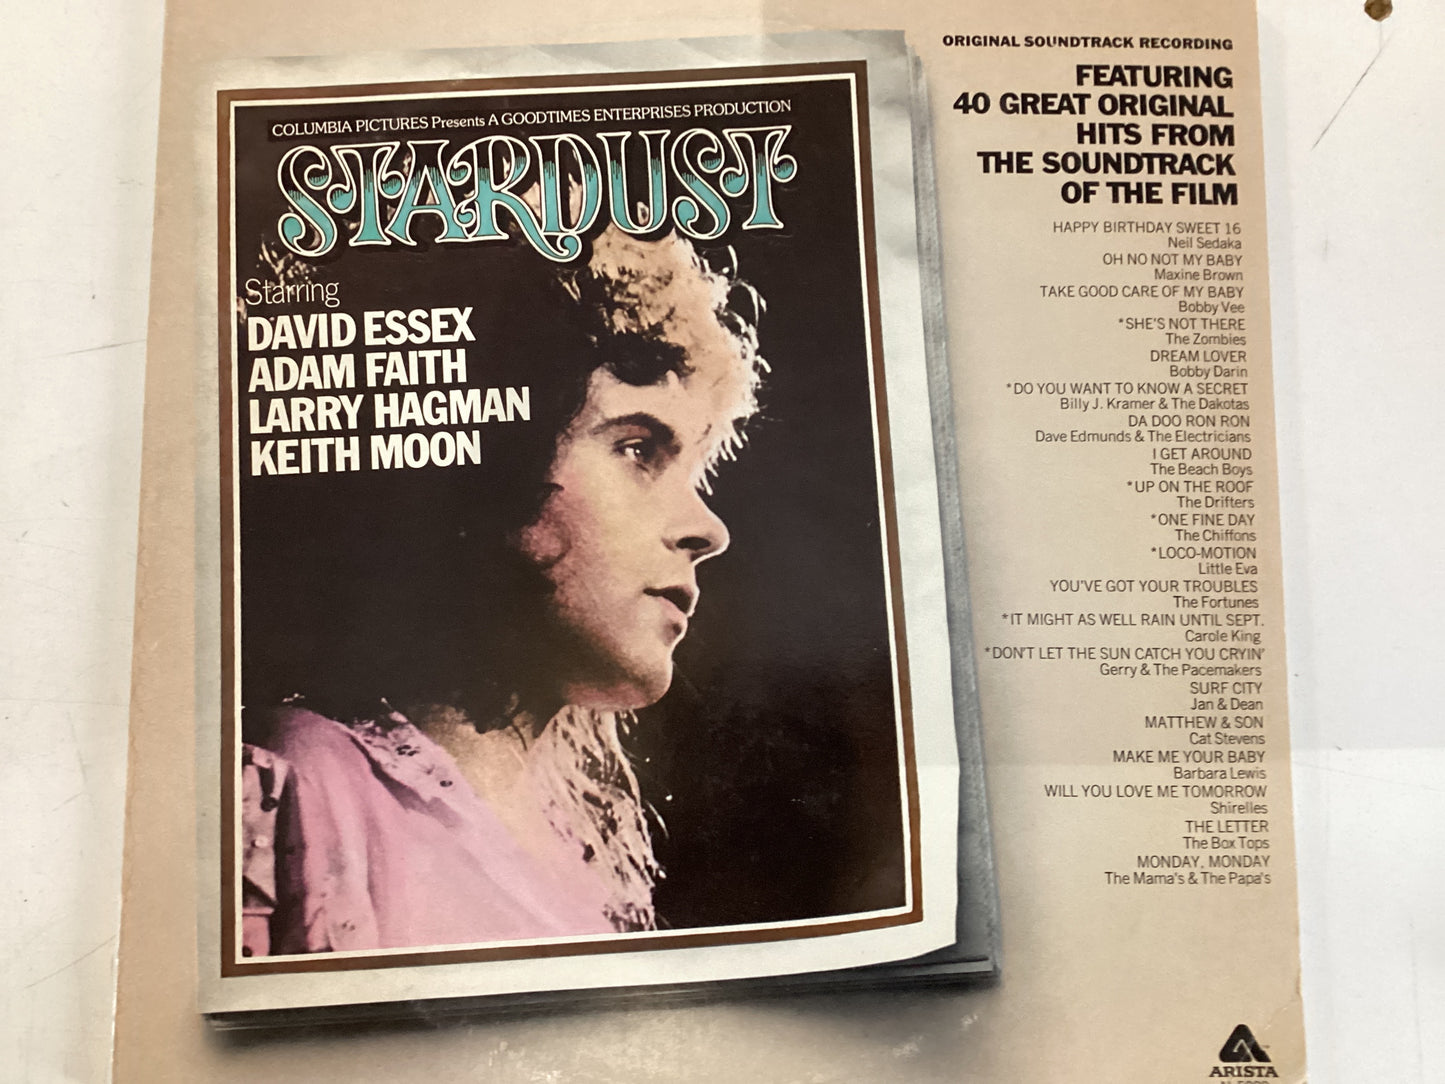 COLUMBIA PICTURES Presents A GOODTIMES ENTERPRISES PRODUCTION
STARDUST
Starring
DAVID ESSEX
ADAM FAITH
LARRY HAGMAN
KEITH MOON
ORIGINAL SOUNDTRACK RECORDING
FEATURING
40 GREAT ORIGINAL
HITS FROM
THE SOUNDTRACK
OF THE FILM
HAPPY BIRTHDAY SWEET 16
Neil Sedaka
OH NO NOT MY BABY
Maxine Brown
TAKE GOOD CARE OF MY BABY
Bobby Vee
*SHE'S NOT THERE
The Zombies
DREAM LOVER
Bobby Darin
*DO YOU WANT TO KNOW A SECRET
Billy J. Kramer & The Dakotas
DA DOO RON RON
Dave Edmunds & The Electricians
I GET AROUND
The Beach Boys
*UP ON THE ROOF
The Drifters
*ONE FINE DAY
The Chiffons
*LOCO-MOTION
Little Eva
YOU'VE GOT YOUR TROUBLES
The Fortunes
*IT MIGHT AS WELL RAIN UNTIL SEPT.
Carole King
*DON'T LET THE SUN CATCH YOU CRYIN'
Gerry & The Pacemakers
SURF CITY
Jan & Dean
MATTHEW & SON
Cat Stevens
MAKE ME YOUR BABY
Barbara Lewis
WILL YOU LOVE ME TOMORROW
Shirelles
THE LETTER
The Box Tops
MONDAY, MONDAY
The Mama's & The Papa's
ARISTA